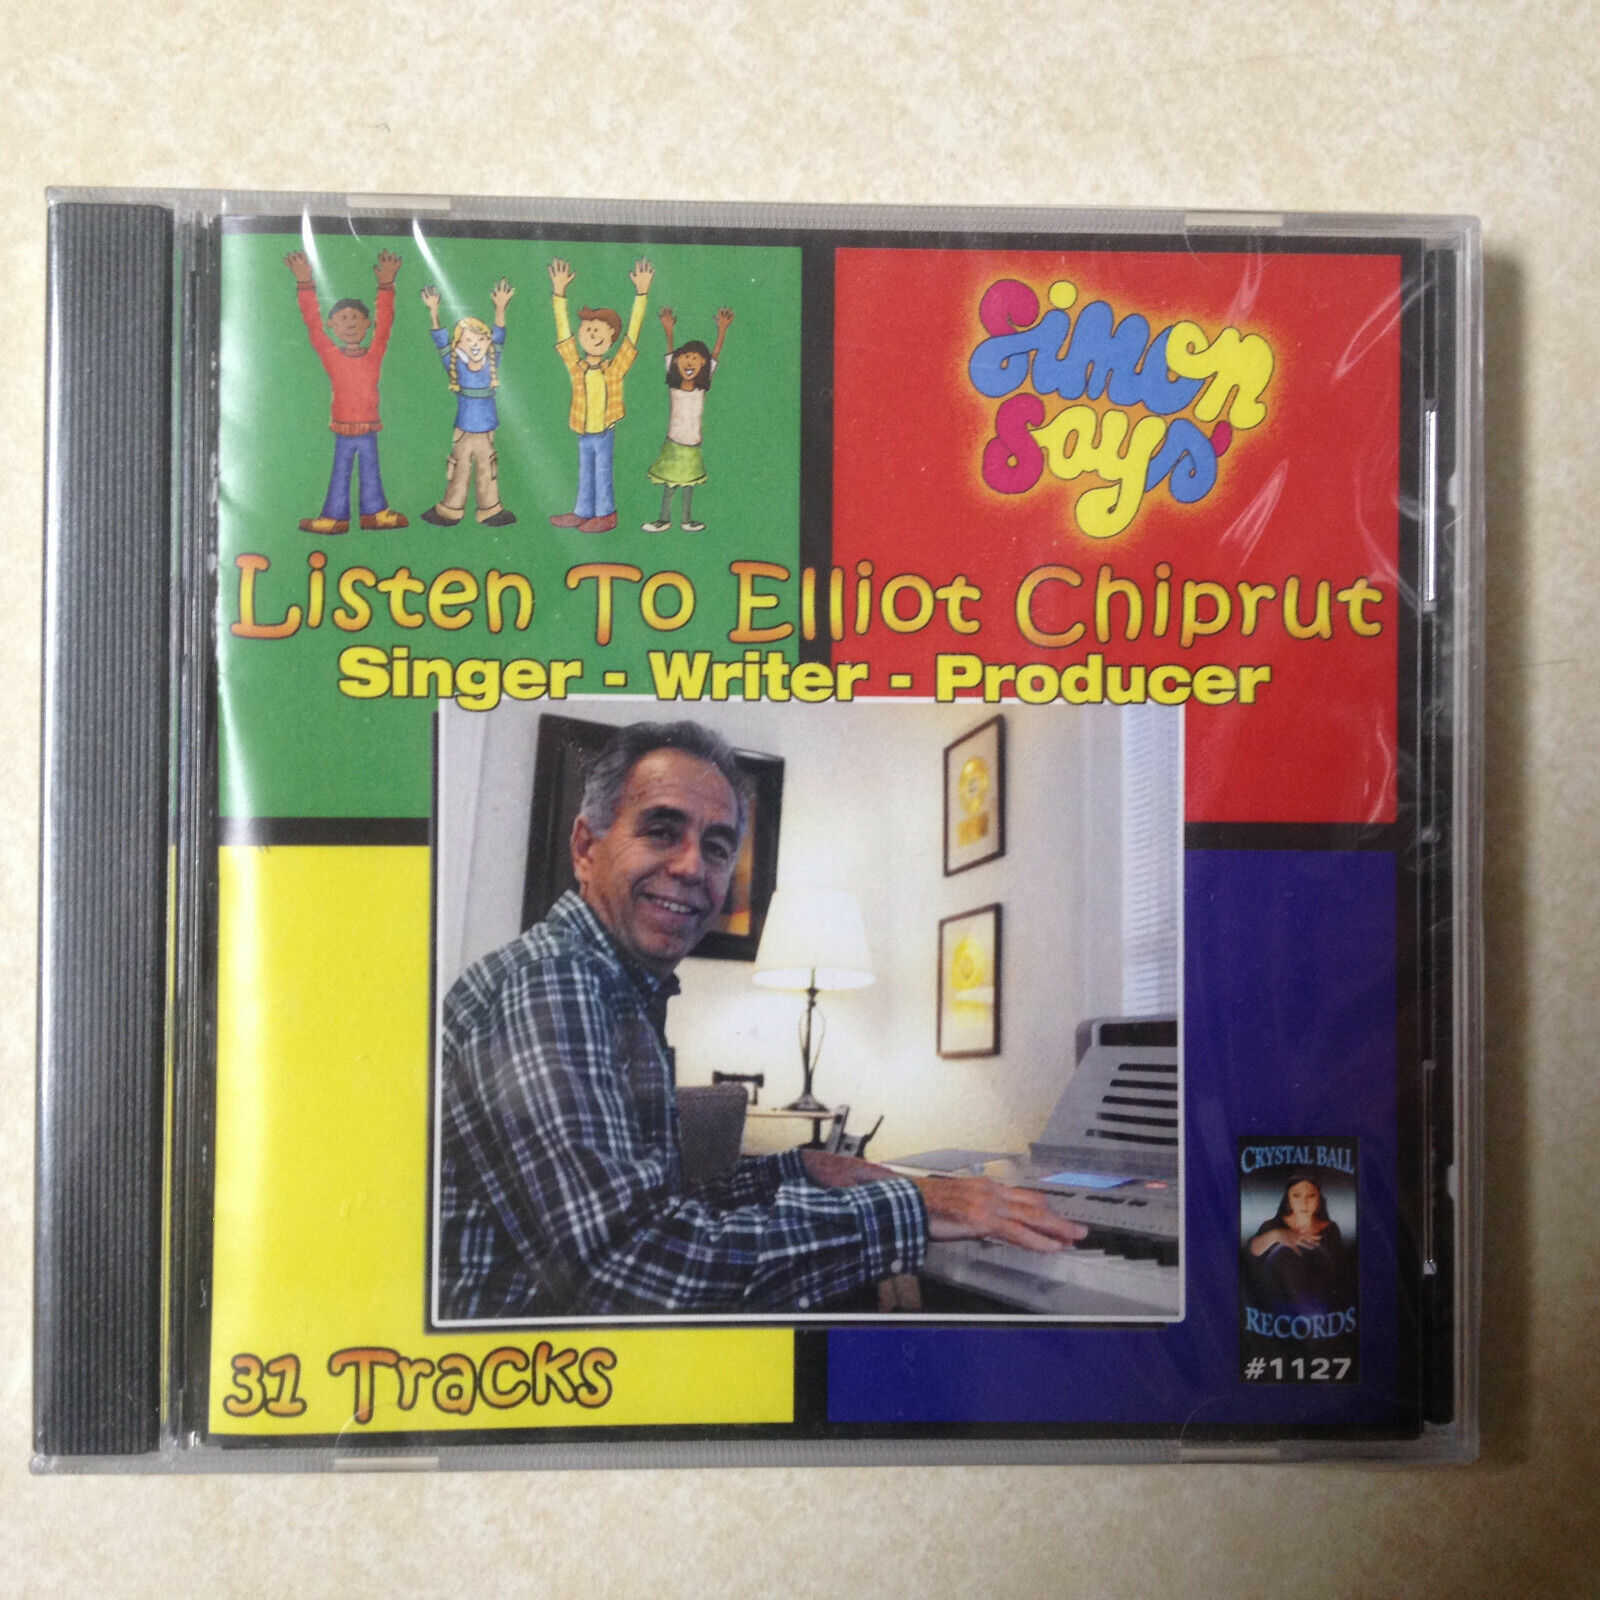 Simon
Says
Listen To Elliot Chiprut
Singer - Writer - Producer
CRYSTAL BALL
RECORDS
#1127
31 Tracks